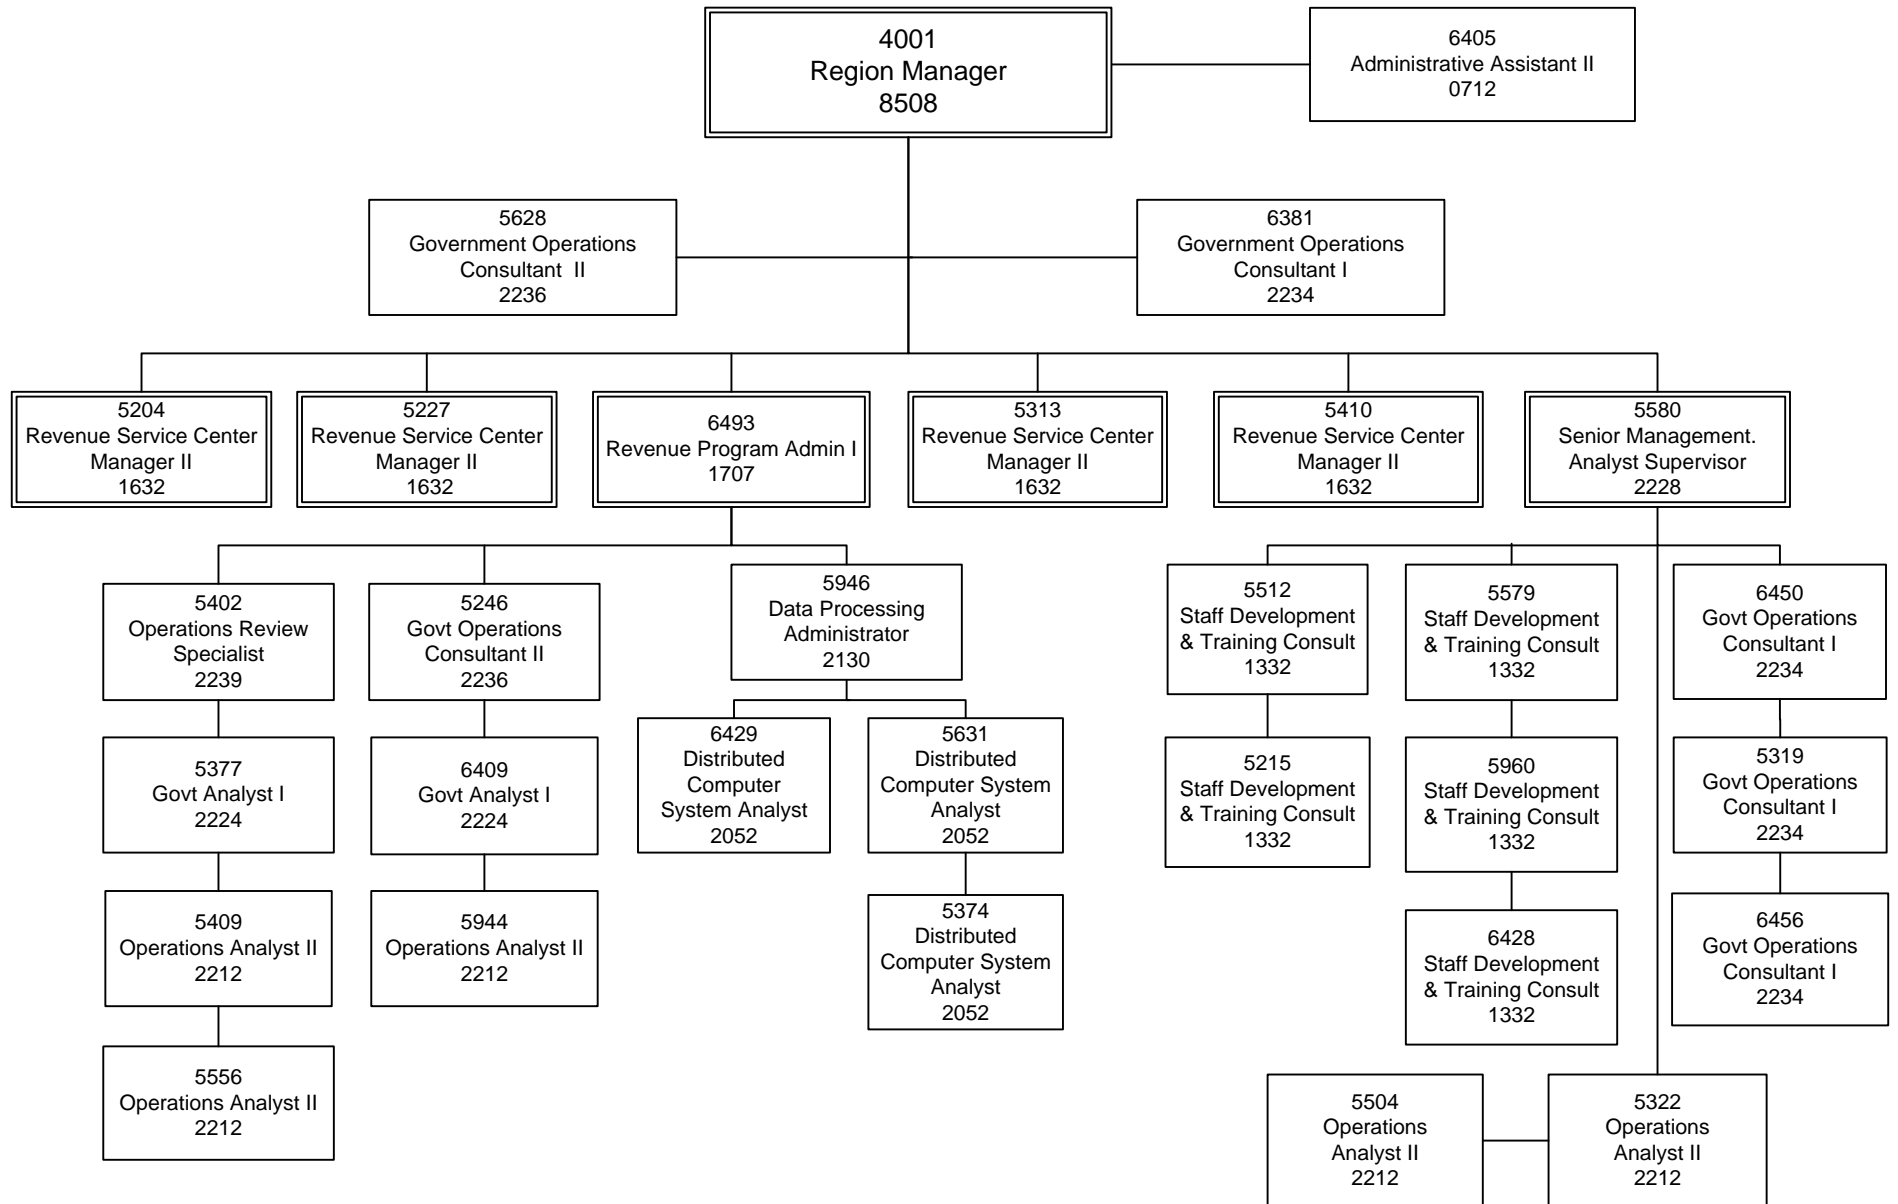 4001
Region Manager
8508
6405
Administrative Assistant II
0712
5628
Government Operations
Consultant II
2236
6381
Government Operations
Consultant I
2234
5204
Revenue Service Center
Manager II
1632
5227
Revenue Service Center
Manager II
1632
6493
Revenue Program Admin I
1707
5313
Revenue Service Center
Manager II
1632
5410
Revenue Service Center
Manager II
1632
5580
Senior Management.
Analyst Supervisor
2228
5402
Operations Review
Specialist
2239
5246
Govt Operations
Consultant II
2236
5946
Data Processing
Administrator
2130
5512
Staff Development
& Training Consult
1332
5579
Staff Development
& Training Consult
1332
6450
Govt Operations
Consultant I
2234
5377
Govt Analyst I
2224
6409
Govt Analyst I
2224
6429
Distributed
Computer
System Analyst
2052
5631
Distributed
Computer System
Analyst
2052
5215
Staff Development
& Training Consult
1332
5960
Staff Development
& Training Consult
1332
5319
Govt Operations
Consultant I
2234
5409
Operations Analyst II
2212
5944
Operations Analyst II
2212
5374
Distributed
Computer System
Analyst
2052
6428
Staff Development
& Training Consult
1332
6456
Govt Operations
Consultant I
2234
5556
Operations Analyst II
2212
5504
Operations
Analyst II
2212
5322
Operations
Analyst II
2212